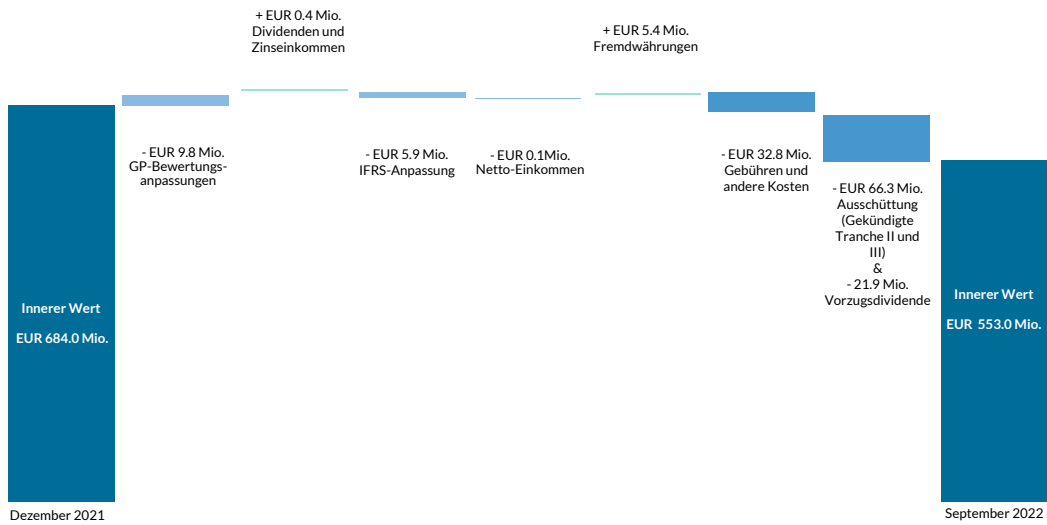 + EUR 0.4 Mio.
Dividenden und
Zinseinkommen
+ EUR 5.4 Mio.
Fremdwährungen
- EUR 9.8 Mio.
GP-Bewertungs-
anpassungen
- EUR 5.9 Mio.
IFRS-Anpassung
- EUR 0.1Mio.
Netto-Einkommen
- EUR 32.8 Mio.
Gebühren und
andere Kosten
- EUR 66.3 Mio.
Ausschüttung
(Gekündigte
Tranche II und
III)
&
- 21.9 Mio.
Vorzugsdividende
Innerer Wert
EUR 684.0 Mio.
Innerer Wert
EUR 553.0 Mio.
Dezember 2021
September 2022